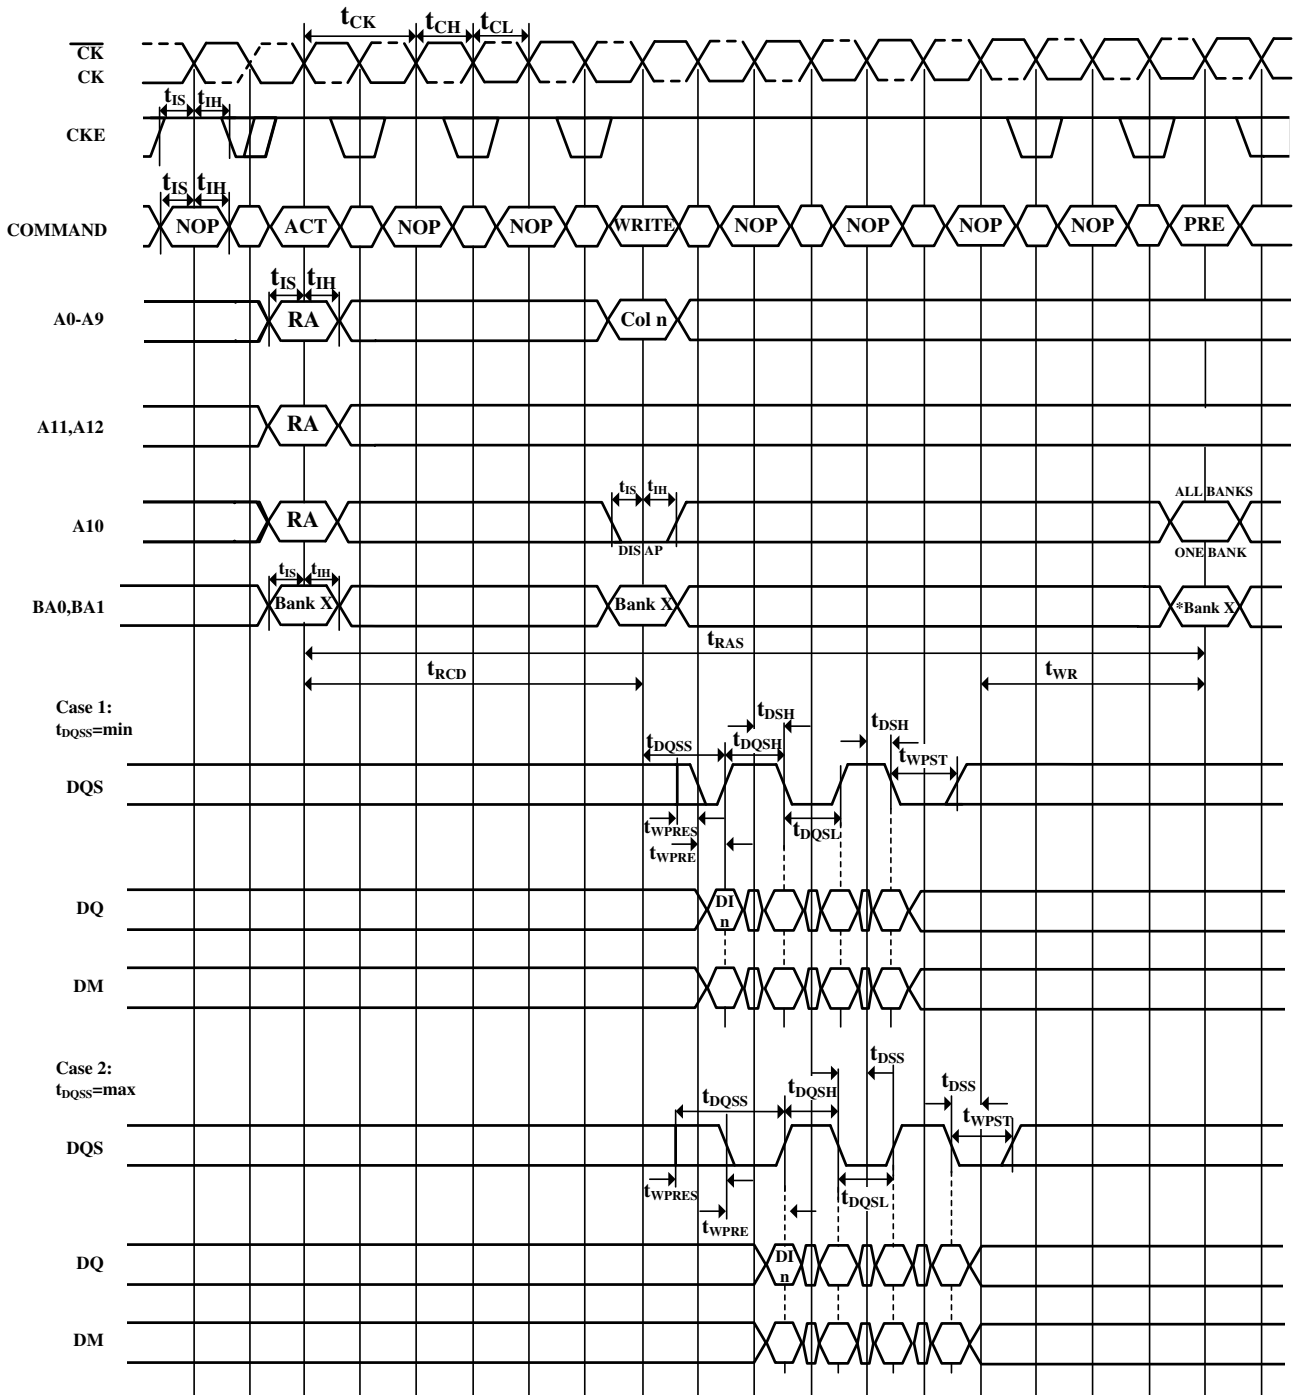 tCK tCH tCL
CK
CK
tIS tIH
CKE
tIS tIH
COMMAND NOP ACT NOP NOP WRITE NOP NOP NOP NOP PRE
tIS tIH
A0-A9 RA Col n
A11,A12 RA
tIS tIH ALL BANKS
A10 RA
DIS AP ONE BANK
tIS tIH
BA0,BA1 Bank X Bank X *Bank X
tRAS
tRCD tWR
Case 1:
tDQSS=min
tDSH tDSH
tDQSS tDQSH
tWPST
DQS
tWPRES tDQSL
tWPRE
DQ DI
n
DM
Case 2:
tDQSS=max
tDSS tDSS
tDQSS tDQSH
tWPST
DQS
tWPRES tDQSL
tWPRE
DQ DI
n
DM